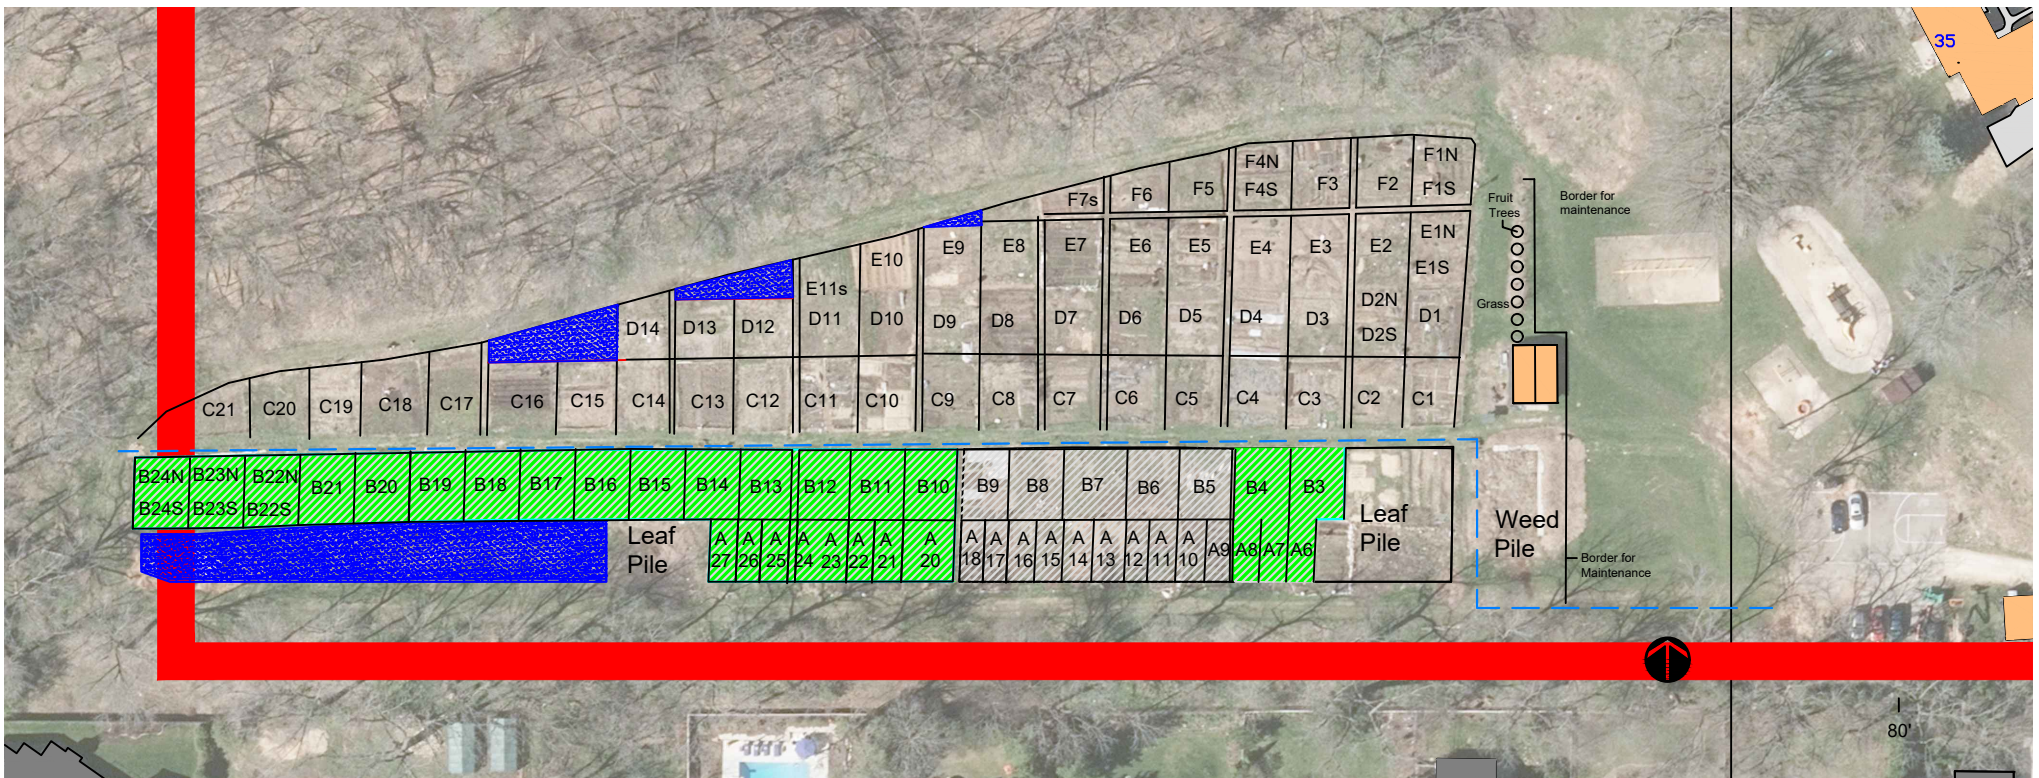 35
F4N
F4S
F3
F2
F1N
F1S
F7s
F6
F5
Fruit
Trees
Border for
maintenance
E10
E9
E8
E7
E6
E5
E4
E3
E2
E1N
E1S
E11s
Grass
D14
D13
D12
D11
D10
D9
D8
D7
D6
D5
D4
D3
D2N
D2S
D1
C21
C20
C19
C18
C17
C16
C15
C14
C13
C12
C11
C10
C9
C8
C7
C6
C5
C4
C3
C2
C1
B24N
B24S
B23N
B23S
B22N
B22S
B21
B20
B19
B18
B17
B16
B15
B14
B13
B12
B11
B10
B9
B8
B7
B6
B5
B4
B3
Leaf
Pile
Weed
Pile
Leaf
Pile
A
27
A
26
A
25
A
24
A
23
A
22
A
21
A
20
A
18
A
17
A
16
A
15
A
14
A
13
A
12
A
11
A
10
A9
A8
A7
A6
Border for
Maintenance
80'